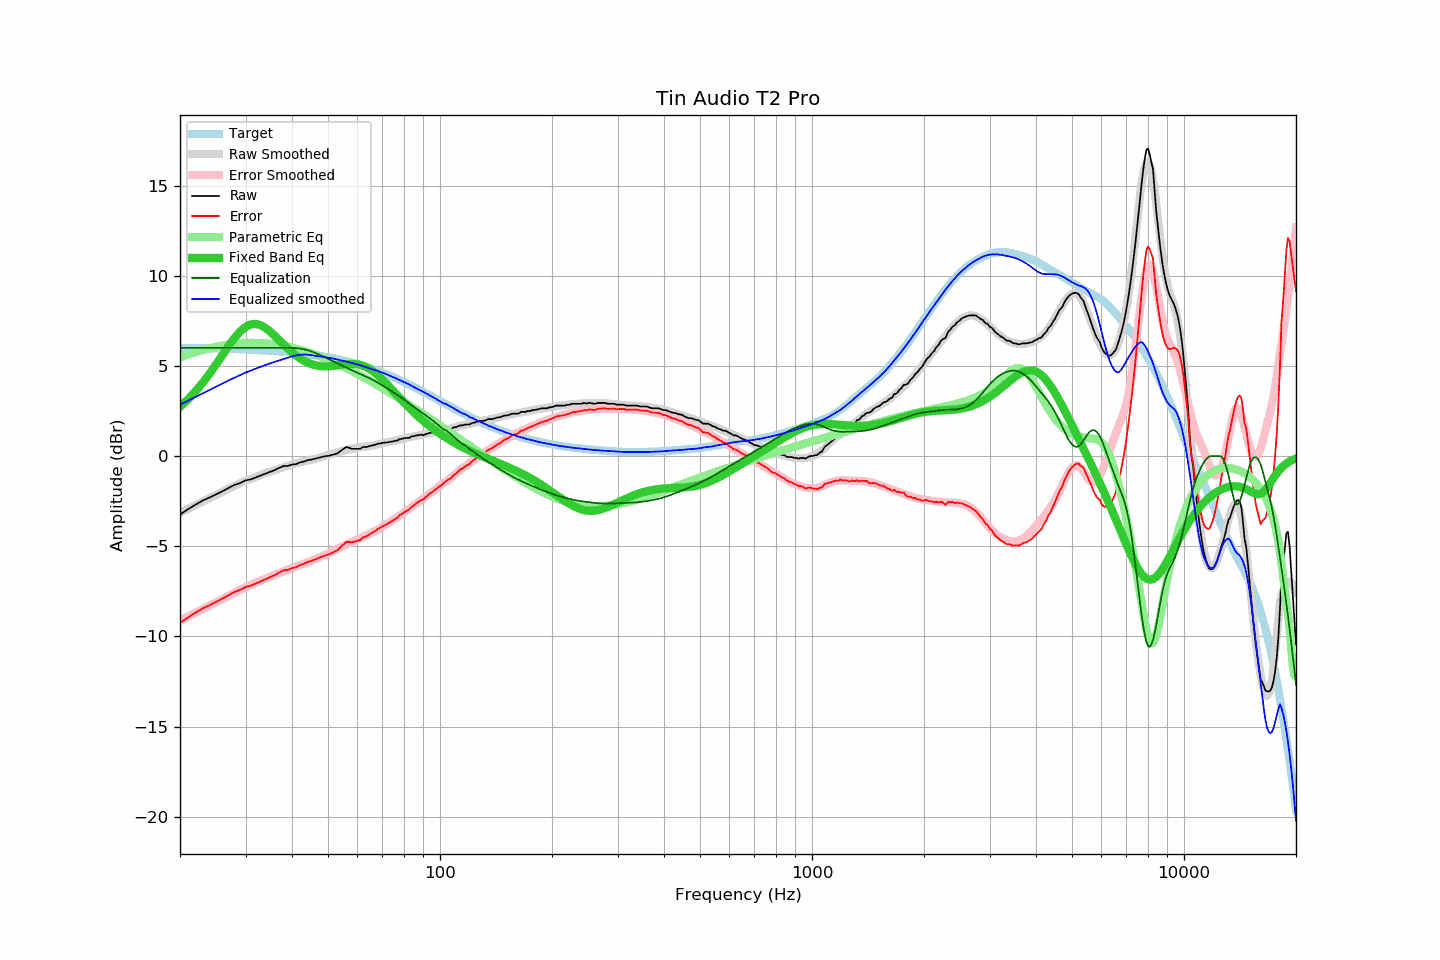 Tin Audio T2 Pro
Target
Raw Smoothed
Error Smoothed
Raw
Error
Parametric Eq
Fixed Band Eq
Equalization
Equalized smoothed
15
10
5
0
−5
−10
−15
−20
Amplitude (dBr)
100 1000 10000
Frequency (Hz)